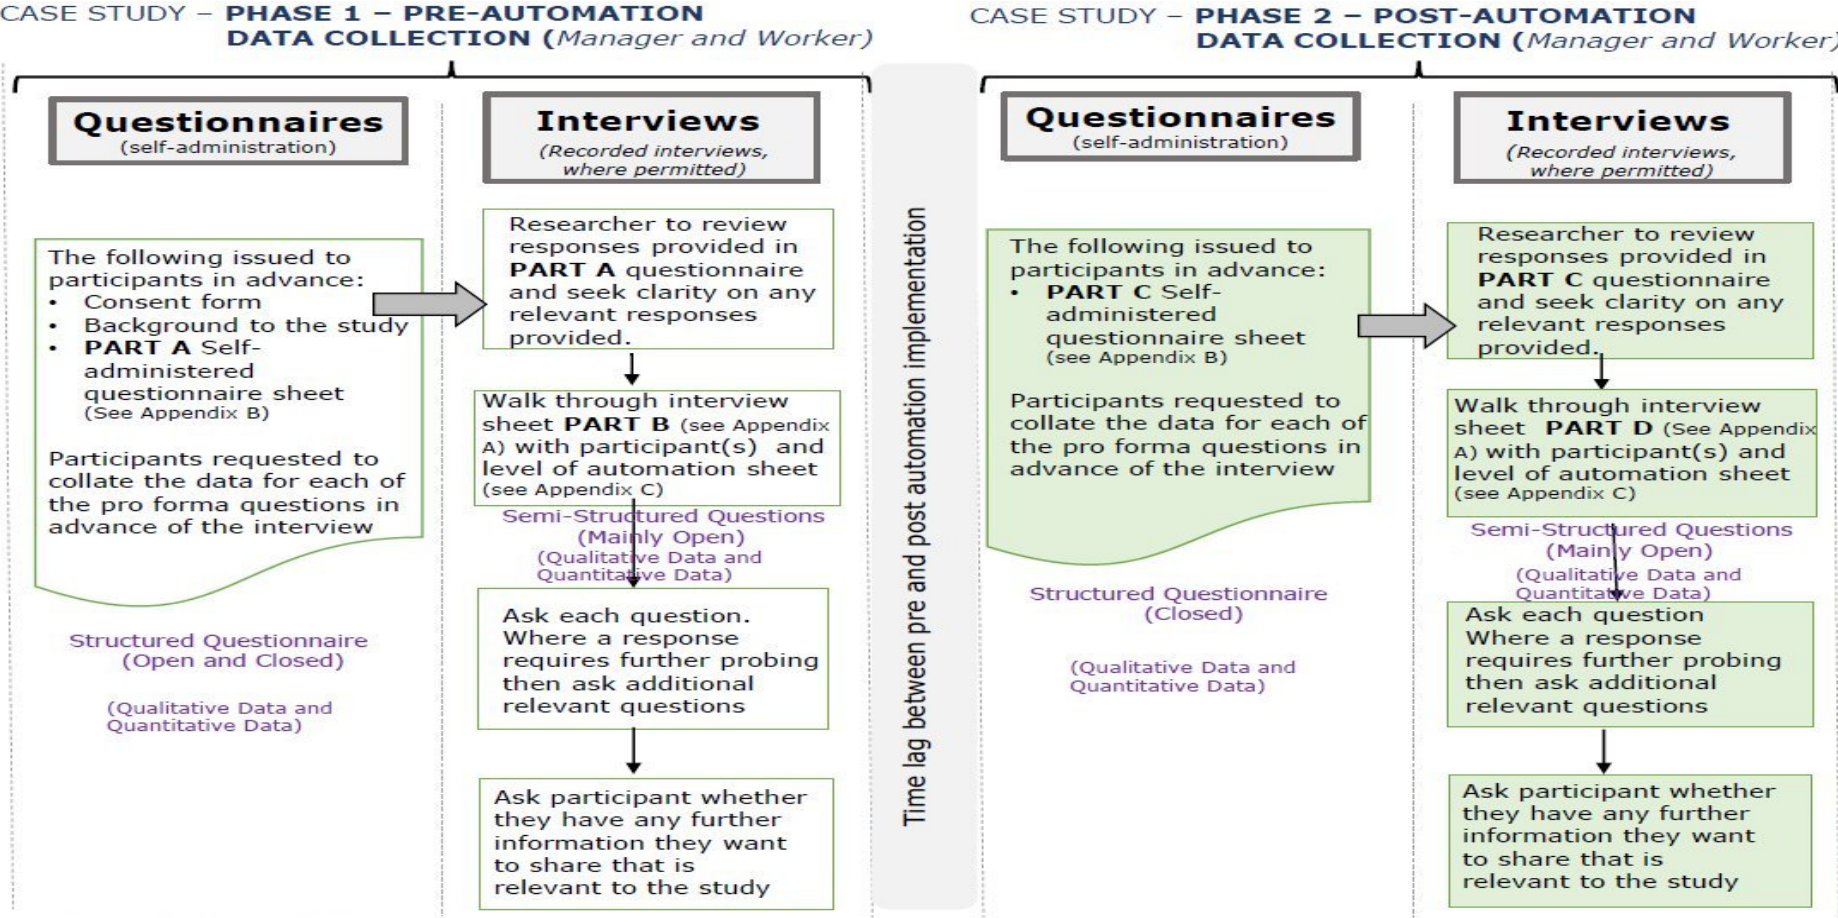 CASE STUDY – PHASE 1 – PRE-AUTOMATION
DATA COLLECTION (Manager and Worker)
Questionnaires
(self-administration)
The following issued to
participants in advance:
• Consent form
• Background to the study
• PART A Self-
administered
questionnaire sheet
(See Appendix B)
Participants requested to
collate the data for each of
the pro forma questions in
advance of the interview
Structured Questionnaire
(Open and Closed)
(Qualitative Data and
Quantitative Data)
Interviews
(Recorded interviews,
where permitted)
Researcher to review
responses provided in
PART A questionnaire
and seek clarity on any
relevant responses
provided.
Walk through interview
sheet PART B (see Appendix
A) with participant(s) and
level of automation sheet
(see Appendix C)
Semi-Structured Questions
(Mainly Open)
(Qualitative Data and
Quantitative Data)
Ask each question.
Where a response
requires further probing
then ask additional
relevant questions
Ask participant whether
they have any further
information they want
to share that is
relevant to the study
Time lag between pre and post automation implementation
CASE STUDY – PHASE 2 – POST-AUTOMATION
DATA COLLECTION (Manager and Worker)
Questionnaires
(self-administration)
The following issued to
participants in advance:
• PART C Self-
administered
questionnaire sheet
(see Appendix B)
Participants requested to
collate the data for each of
the pro forma questions in
advance of the interview
Structured Questionnaire
(Closed)
(Qualitative Data and
Quantitative Data)
Interviews
(Recorded interviews,
where permitted)
Researcher to review
responses provided in
PART C questionnaire
and seek clarity on any
relevant responses
provided.
Walk through interview
sheet PART D (See Appendix
A) with participant(s) and
level of automation sheet
(see Appendix C)
Semi-Structured Questions
(Mainly Open)
(Qualitative Data and
Quantitative Data)
Ask each question
Where a response
requires further probing
then ask additional
relevant questions
Ask participant whether
they have any further
information they want
to share that is
relevant to the study